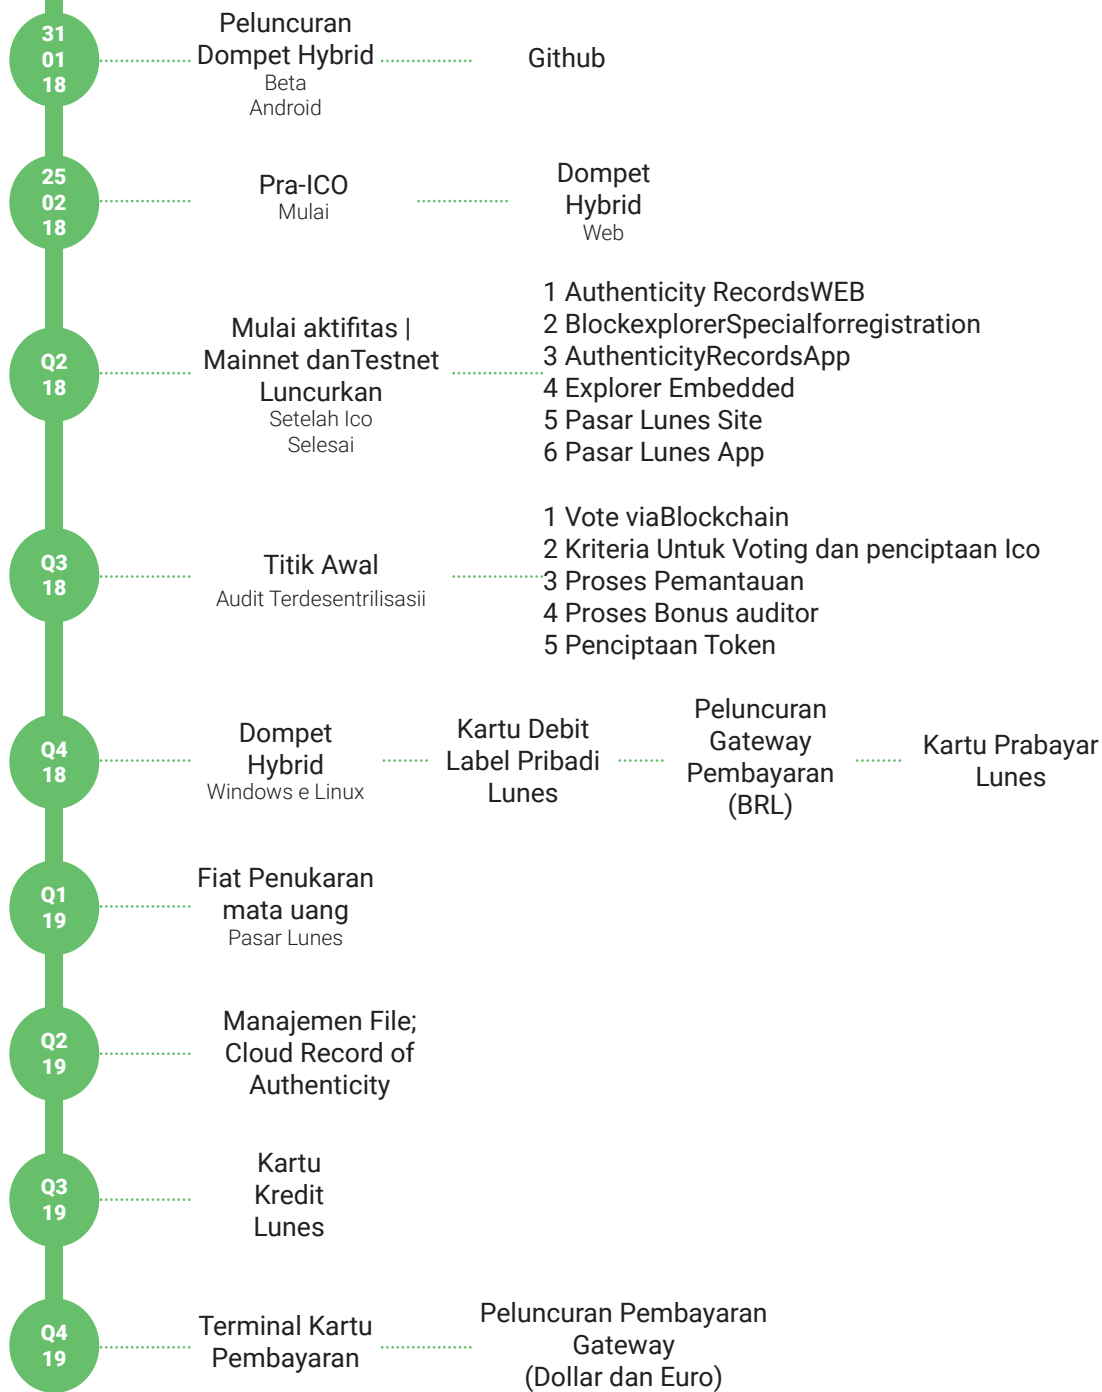 31
01
18
Peluncuran
Dompet Hybrid
Beta
Android
Github
25
02
18
Pra-ICO
Mulai
Dompet
Hybrid
Web
Q2
18
Mulai aktifitas |
Mainnet danTestnet
Luncurkan
Setelah Ico
Selesai
1 Authenticity RecordsWEB
2 BlockexplorerSpecialforregistration
3 AuthenticityRecordsApp
4 Explorer Embedded
5 Pasar Lunes Site
6 Pasar Lunes App
Q3
18
Titik Awal
Audit Terdesentrilisasii
1 Vote viaBlockchain
2 Kriteria Untuk Voting dan penciptaan Ico
3 Proses Pemantauan
4 Proses Bonus auditor
5 Penciptaan Token
Q4
18
Dompet
Hybrid
Windows e Linux
Kartu Debit
Label Pribadi
Lunes
Peluncuran
Gateway
Pembayaran
(BRL)
Kartu Prabayar
Lunes
Q1
19
Fiat Penukaran
mata uang
Pasar Lunes
Q2
19
Manajemen File;
Cloud Record of
Authenticity
Q3
19
Kartu
Kredit
Lunes
Q4
19
Terminal Kartu
Pembayaran
Peluncuran Pembayaran
Gateway
(Dollar dan Euro)